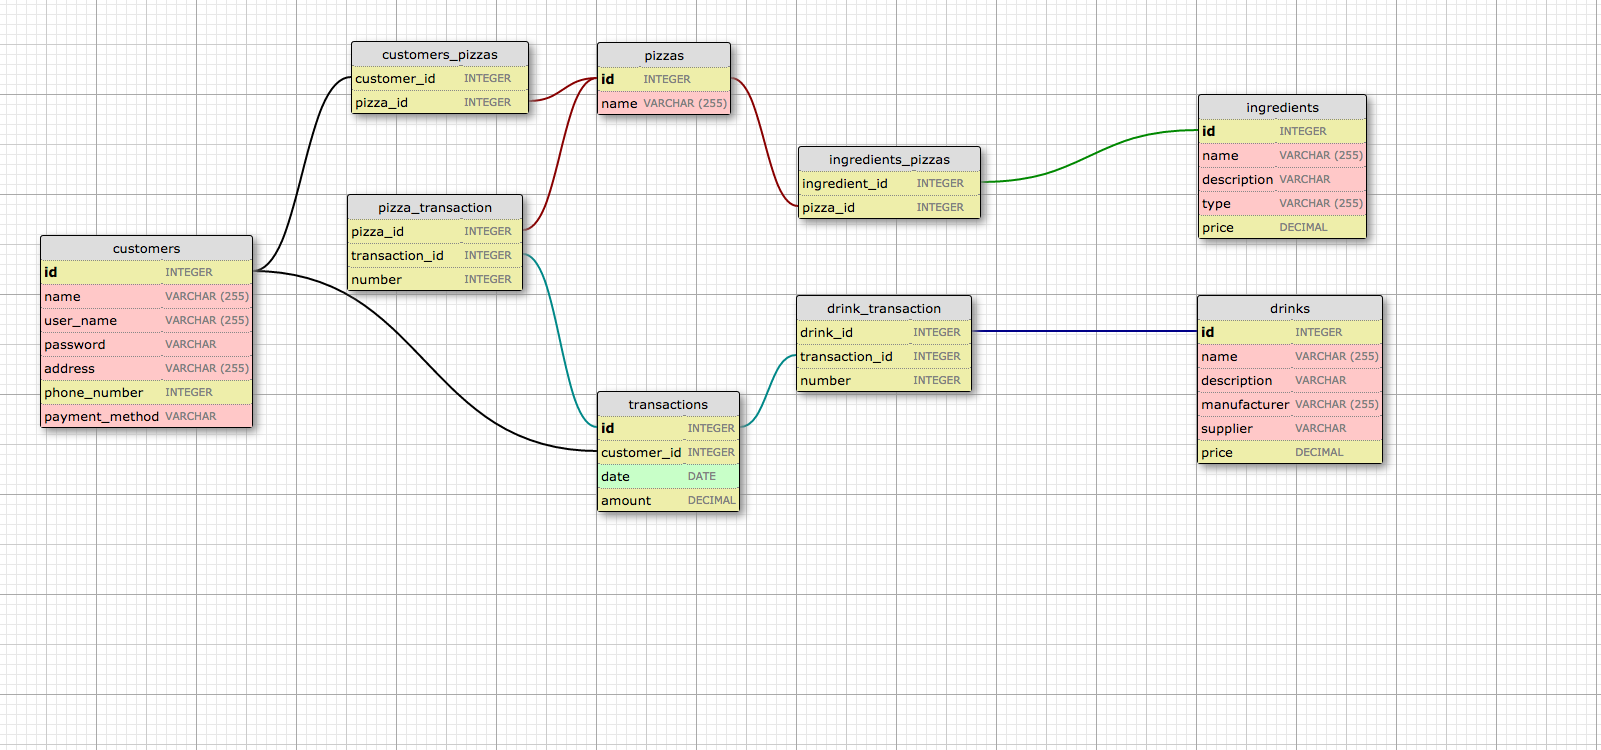 customers_pizzas
customer_id INTEGER
pizza_id INTEGER
pizzas
id INTEGER
name VARCHAR (255)
ingredients
id INTEGER
name VARCHAR (255)
description VARCHAR
type VARCHAR (255)
price DECIMAL
ingredients_pizzas
ingredient_id INTEGER
pizza_id INTEGER
pizza_transaction
pizza_id INTEGER
transaction_id INTEGER
number INTEGER
customers
id INTEGER
name VARCHAR (255)
user_name VARCHAR (255)
password VARCHAR
address VARCHAR (255)
phone_number INTEGER
payment_method VARCHAR
drink_transaction
drink_id INTEGER
transaction_id INTEGER
number INTEGER
drinks
id INTEGER
name VARCHAR (255)
description VARCHAR
manufacturer VARCHAR (255)
supplier VARCHAR
price DECIMAL
transactions
id INTEGER
customer_id INTEGER
date DATE
amount DECIMAL